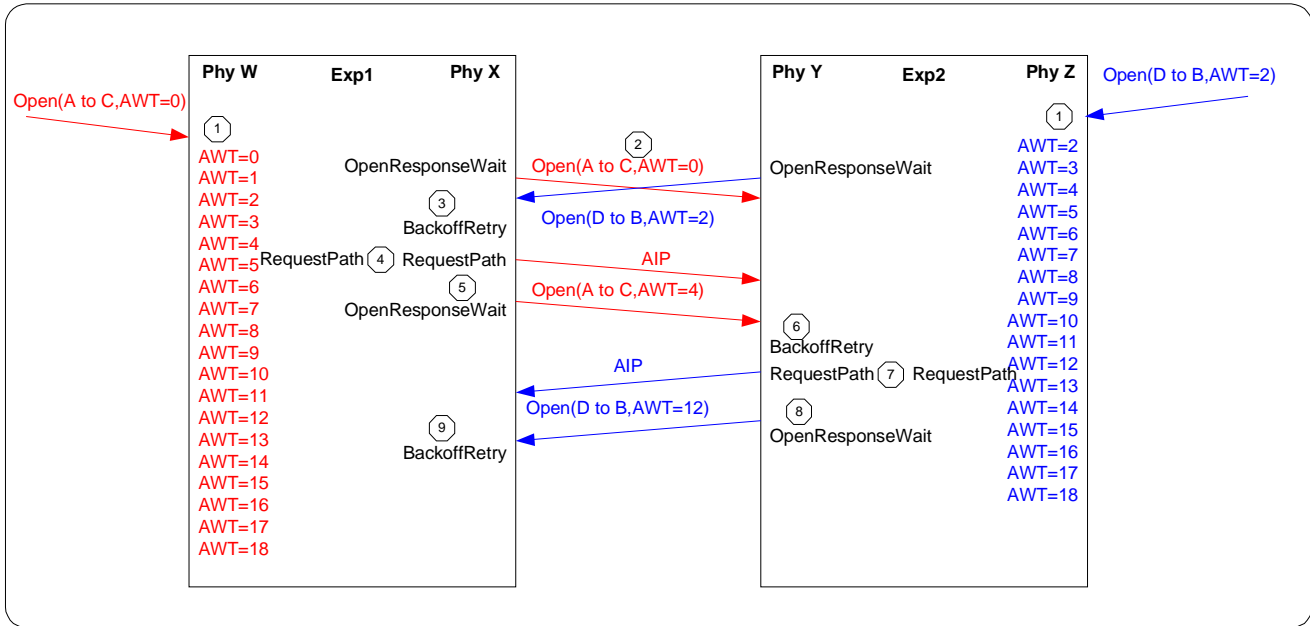 Phy W Exp1 Phy X
Phy Y Exp2 Phy Z
Open(A to C,AWT=0)
Open(D to B,AWT=2)
1
AWT=0
AWT=1
AWT=2
AWT=3
AWT=4
AWT=5
AWT=6
AWT=7
AWT=8
AWT=9
AWT=10
AWT=11
AWT=12
AWT=13
AWT=14
AWT=15
AWT=16
AWT=17
AWT=18
OpenResponseWait
3
BackoffRetry
RequestPath 4 RequestPath
5
OpenResponseWait
9
BackoffRetry
2
Open(A to C,AWT=0)
Open(D to B,AWT=2)
AIP
Open(A to C,AWT=4)
AIP
Open(D to B,AWT=12)
OpenResponseWait
6
BackoffRetry
RequestPath 7 RequestPath
8
OpenResponseWait
1
AWT=2
AWT=3
AWT=4
AWT=5
AWT=6
AWT=7
AWT=8
AWT=9
AWT=10
AWT=11
AWT=12
AWT=13
AWT=14
AWT=15
AWT=16
AWT=17
AWT=18